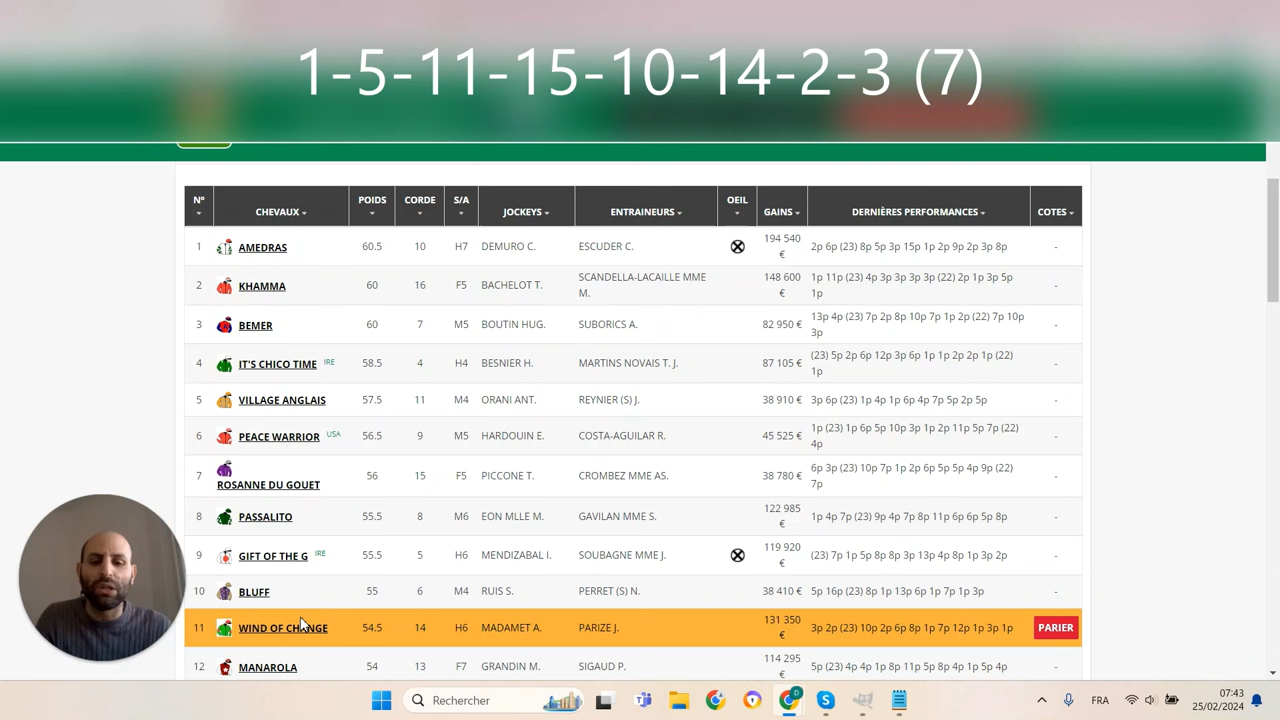 1-5-11-15-10-14-2-3 (7)
N° CHEVAUX POIDS CORDE S/A JOCKEYS ENTRAINEURS OEIL GAINS DERNIÈRES PERFORMANCES COTES
1 AMEDRAS 60.5 10 H7 DEMURO C. ESCUDER C. 194 540 € 2p 6p (23) 8p 5p 3p 15p 1p 2p 9p 2p 3p 8p -
2 KHAMMA 60 16 F5 BACHELOT T. SCANDELLA-LACAILLE MME M. 148 600 € 1p 11p (23) 4p 3p 3p 3p 8p (22) 2p 1p 3p 5p 1p -
3 BEMER 60 7 M5 BOUTIN HUG. SUBORICS A. 82 950 € 13p 4p (23) 7p 2p 8p 10p 7p 1p 2p (22) 7p 10p 3p -
4 IT'S CHICO TIME IRE 58.5 4 H4 BESNIER H. MARTINS NOVAIS T. J. 87 105 € (23) 5p 2p 6p 12p 3p 6p 1p 1p 2p 2p 1p (22) 1p -
5 VILLAGE ANGLAIS 57.5 11 M4 ORANI ANT. REYNIER (S) J. 38 910 € 3p 6p (23) 1p 4p 1p 6p 4p 7p 5p 2p 5p -
6 PEACE WARRIOR USA 56.5 9 M5 HARDOUIN E. COSTA-AGUILAR R. 45 525 € 1p (23) 1p 6p 5p 10p 3p 1p 2p 11p 5p 7p (22) 4p -
7 ROSANNE DU GOUET 56 15 F5 PICCONE T. CROMBEZ MME AS. 38 780 € 6p 3p (23) 10p 7p 1p 2p 6p 5p 5p 4p 9p (22) 7p -
8 PASSALITO 55.5 8 M6 EON MLLE M. GAVILAN MME S. 122 985 € 1p 4p 7p (23) 9p 4p 7p 8p 11p 6p 6p 5p 8p -
9 GIFT OF THE G IRE 55.5 5 H6 MENDIZABAL I. SOUBAGNE MME J. 119 920 € (23) 7p 1p 5p 8p 8p 3p 13p 4p 8p 1p 3p 2p -
10 BLUFF 55 6 M4 RUIS S. PERRET (S) N. 38 410 € 5p 16p (23) 8p 1p 13p 6p 1p 7p 1p 3p -
11 WIND OF CHANGE 54.5 14 H6 MADAMET A. PARIZE J. 131 350 € 3p 2p (23) 10p 2p 6p 8p 1p 7p 12p 1p 3p 1p PARIER
12 MANAROLA 54 13 F7 GRANDIN M. SIGAUD P. 114 295 € 5p (23) 4p 4p 1p 8p 11p 5p 8p 4p 1p 5p 4p -
Rechercher FRA 07:43
25/02/2024